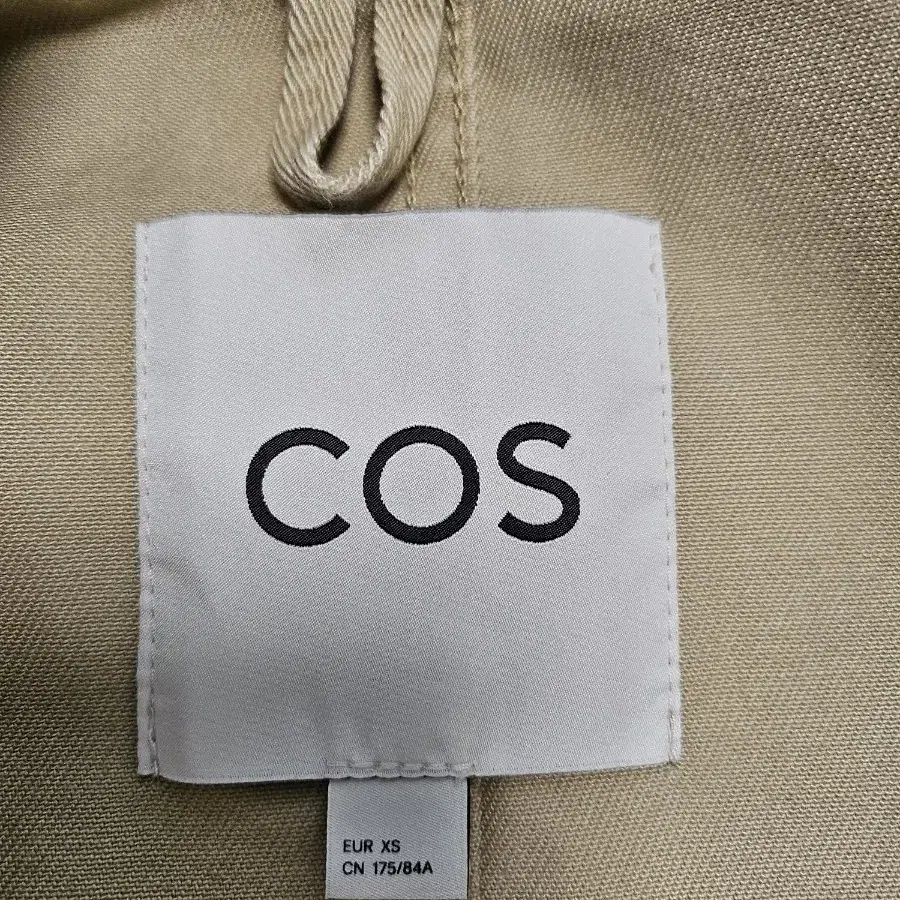 COS
EUR XS
CN 175/84A